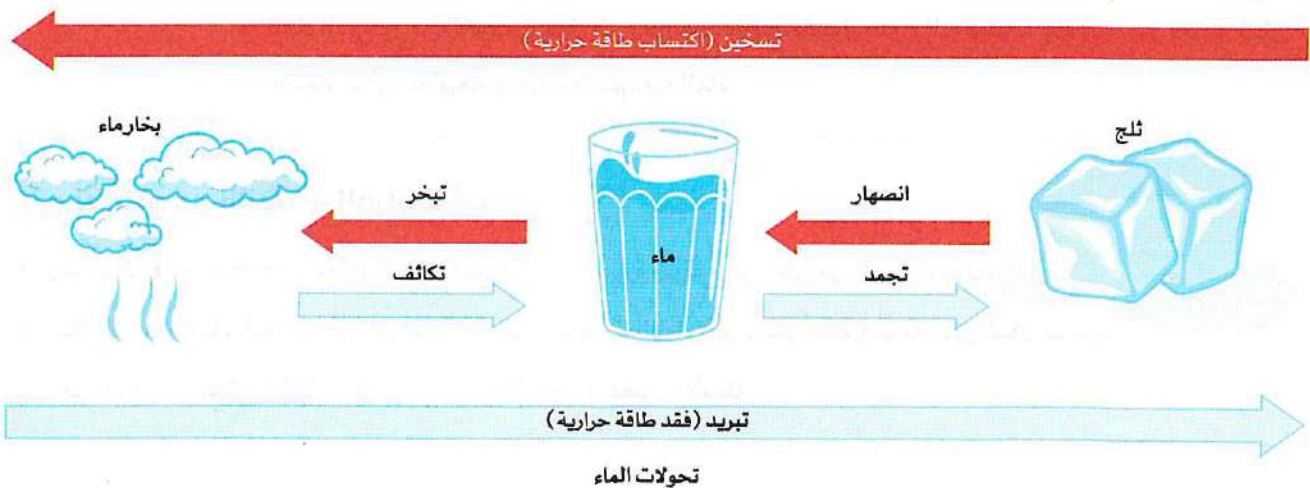 تسخين (اكتساب طاقة حرارية)
ثلج
بخارماء
انصهار
تبخر
ماء
تجمد
تكاثف
تبريد (فقد طاقة حرارية)
تحولات الماء